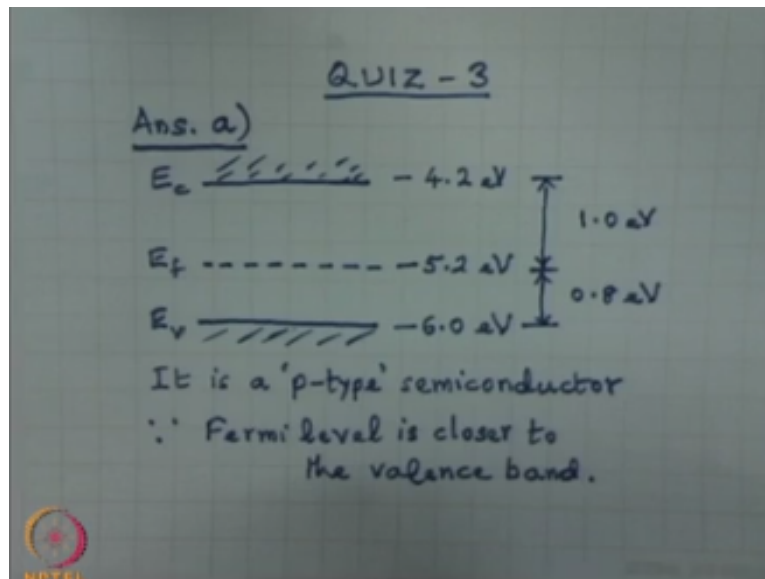 QUIZ - 3
Ans. a)
Ec - 4.2 eV
1.0 eV
Ef - 5.2 eV
0.8 eV
Ev - 6.0 eV
It is a 'p-type' semiconductor
∵ Fermi level is closer to
the valence band.
NPTEL